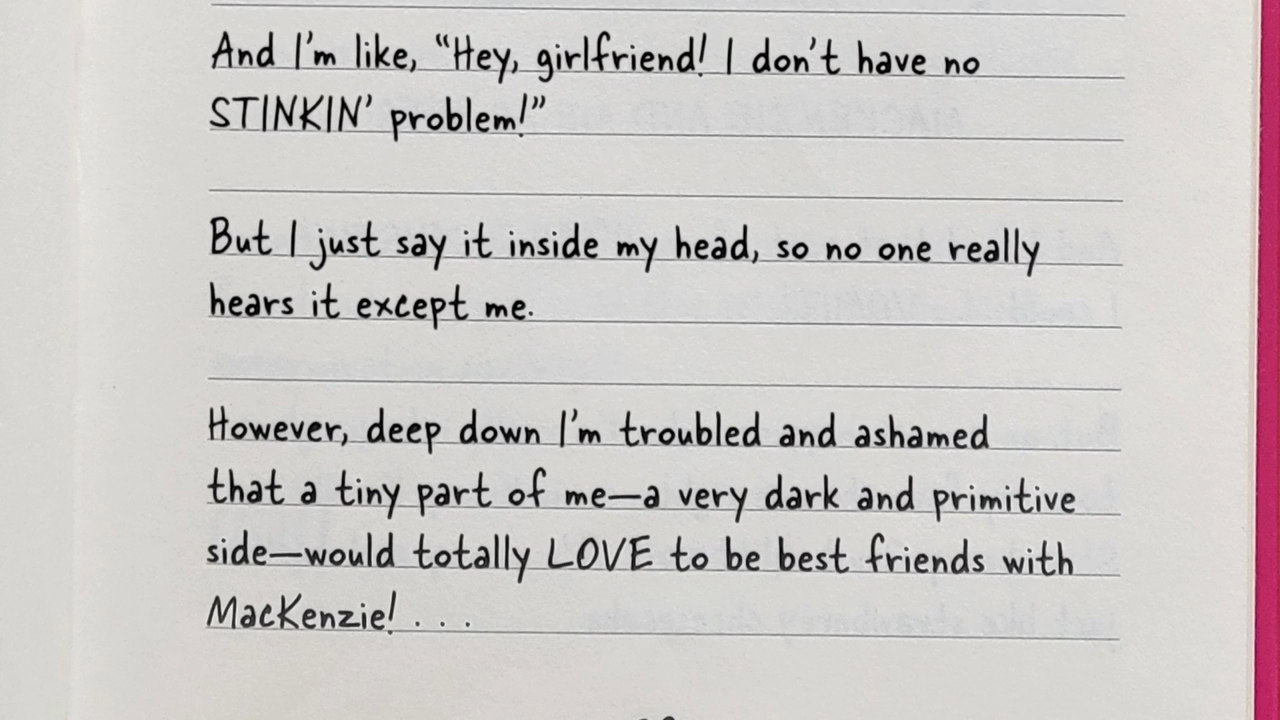 And I'm like, “Hey, girlfriend! I don't have no
STINKIN' problem!”
But I just say it inside my head, so no one really
hears it except me.
However, deep down I'm troubled and ashamed
that a tiny part of me—a very dark and primitive
side—would totally LOVE to be best friends with
MacKenzie! . . .